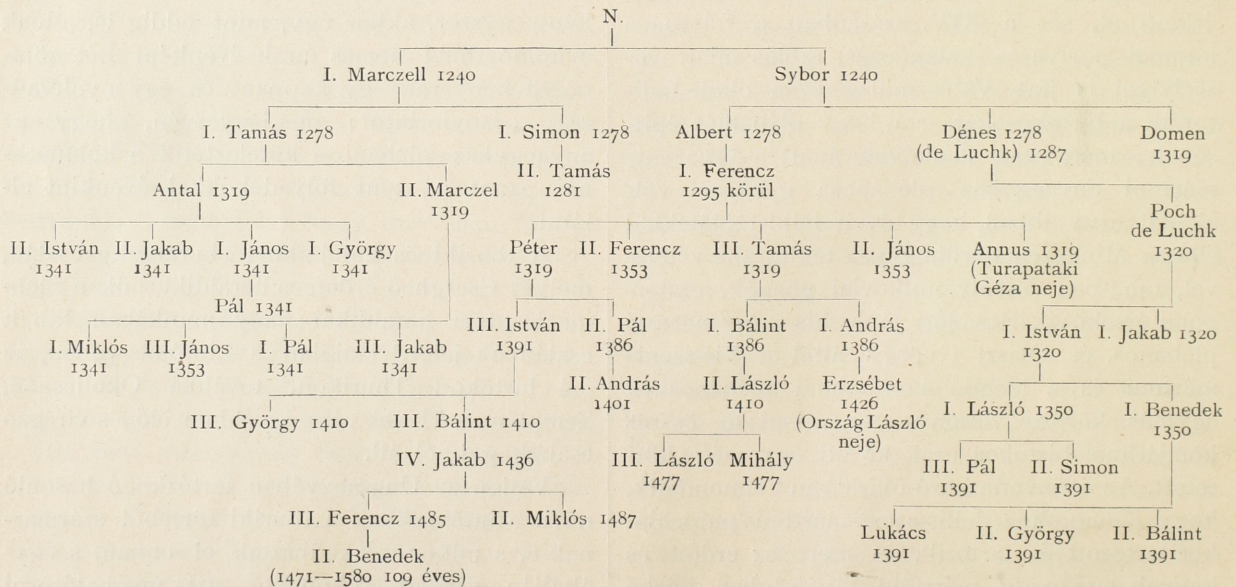 N.
I. Marczell 1240 Sybor 1240
I. Tamás 1278 I. Simon 1278 Albert 1278 Dénes 1278 Domen
(de Luchk) 1287 1319
II. Tamás I. Ferencz
Antal 1319 II. Marczel 1281 1295 körül
1319
Poch
de Luchk
II. István II. Jakab I. János I. György Péter II. Ferencz III. Tamás II. János Annus 1319 1320
1341 1341 1341 1341 1319 1353 1319 1353 (Turapataki
Géza neje)
Pál 1341
III. István II. Pál I. Bálint I. András I. István I. Jakab 1320
1391 1386 1386 1386 1320
I. Miklós III. János I. Pál III. Jakab
1341 1353 1341 1341
II. András II. László Erzsébet
1401 1410 1426
III. György 1410 III. Bálint 1410 (Ország László I. László 1350 I. Benedek
neje) 1350
IV. Jakab 1436 III. László Mihály III. Pál II. Simon
1477 1477 1391 1391
III. Ferencz 1485 II. Miklós 1487
Lukács II. György II. Bálint
1391 1391 1391
II. Benedek
(1471—1580 109 éves)